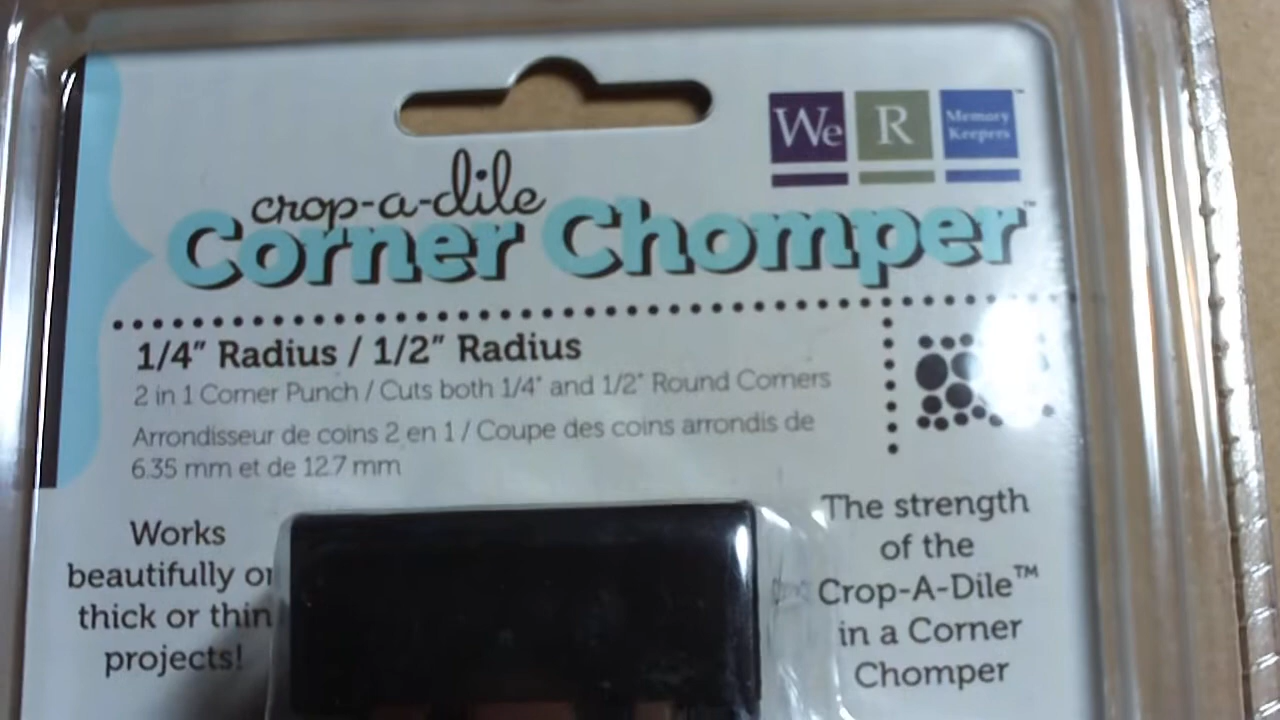 We R Memory Keepers™
crop-a-dile
Corner Chomper™
1/4" Radius / 1/2" Radius
2 in 1 Corner Punch / Cuts both 1/4" and 1/2" Round Corners
Arrondisseur de coins 2 en 1 / Coupe des coins arrondis de
6.35 mm et de 12.7 mm
Works
beautifully on
thick or thin
projects!
The strength
of the
Crop-A-Dile™
in a Corner
Chomper